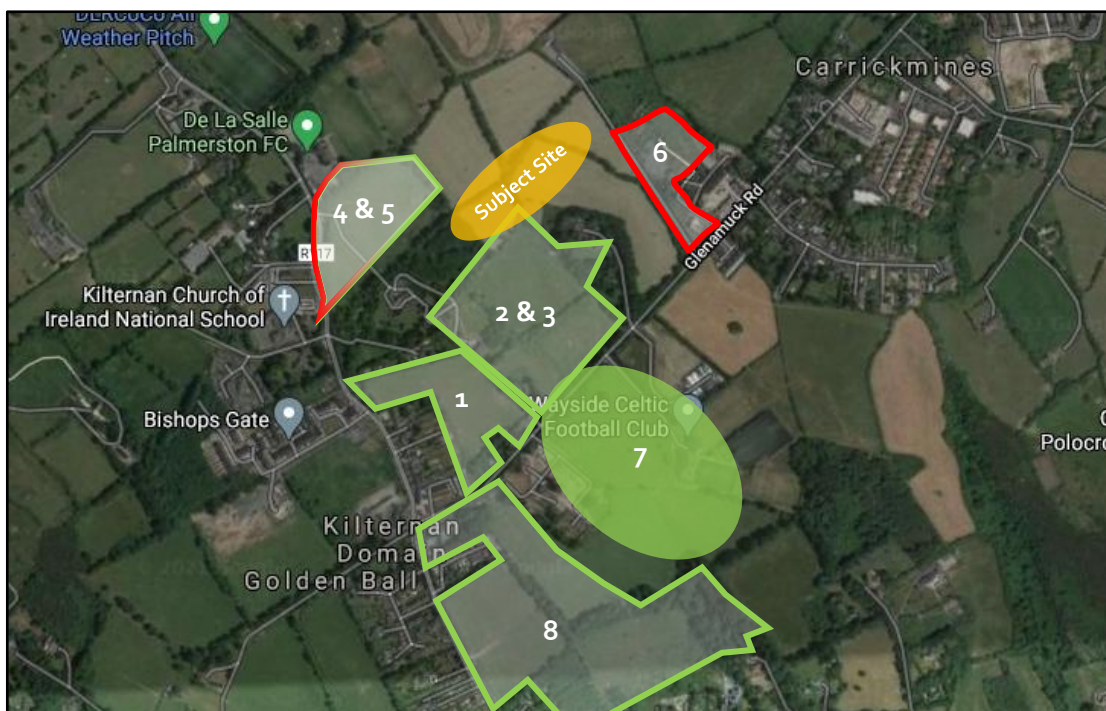 DLRCoCo All
Weather Pitch
Carrickmines
De La Salle
Palmerston FC
Subject Site
6
4 & 5
Glenamuck Rd
R117
Kilternan Church of
Ireland National School
2 & 3
1
Wayside Celtic
Football Club
Bishops Gate
7
Polocro
Kilternan
Domain
Golden Ball
8